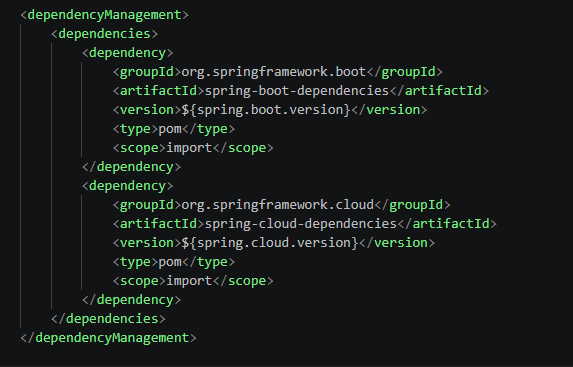 <dependencyManagement>
<dependencies>
<dependency>
<groupId>org.springframework.boot</groupId>
<artifactId>spring-boot-dependencies</artifactId>
<version>${spring.boot.version}</version>
<type>pom</type>
<scope>import</scope>
</dependency>
<dependency>
<groupId>org.springframework.cloud</groupId>
<artifactId>spring-cloud-dependencies</artifactId>
<version>${spring.cloud.version}</version>
<type>pom</type>
<scope>import</scope>
</dependency>
</dependencies>
</dependencyManagement>